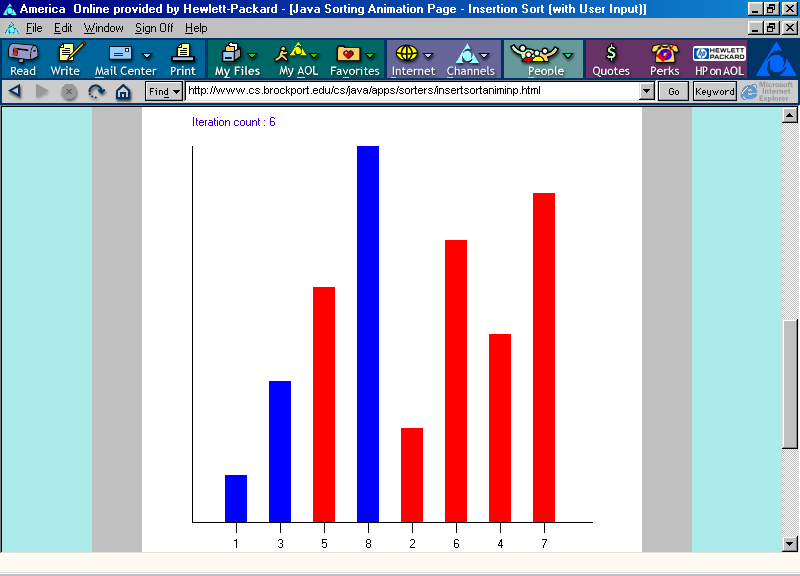 America Online provided by Hewlett-Packard - [Java Sorting Animation Page - Insertion Sort (with User Input)]
File Edit Window Sign Off Help
Read Write Mail Center Print My Files My AOL Favorites Internet Channels People Quotes Perks HP on AOL
HEWLETT PACKARD
Find http://www.cs.brockport.edu/cs/java/apps/sorters/insertsortaniminp.html Go Keyword
Microsoft Internet Explorer
Iteration count : 6
1 3 5 8 2 6 4 7